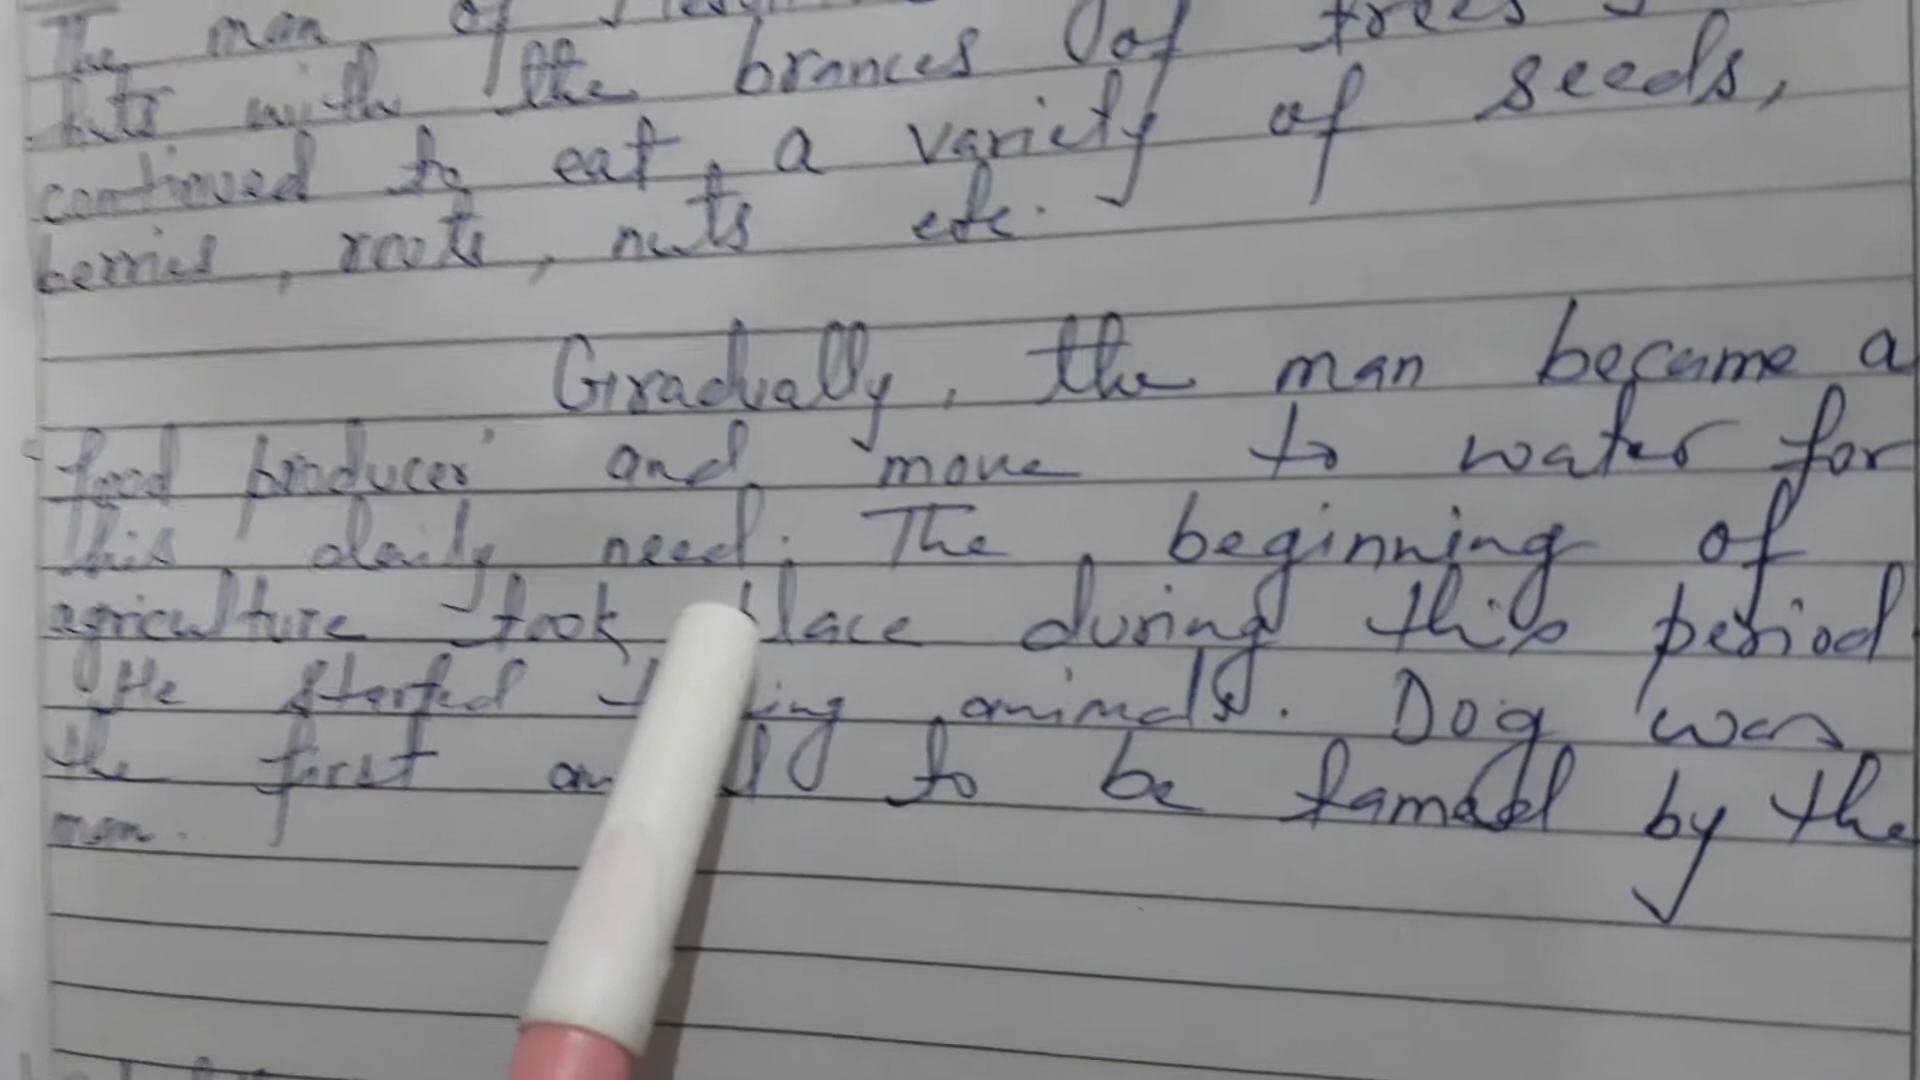 The man of
huts with the brances of trees
continued to eat a variety of seeds,
berries, roots, nuts etc.
Gradually, the man became a
food producer and move to water for
his daily need. The beginning of
agriculture took place during this period
He started animals. Dog was
the first to be tamed by the
man.